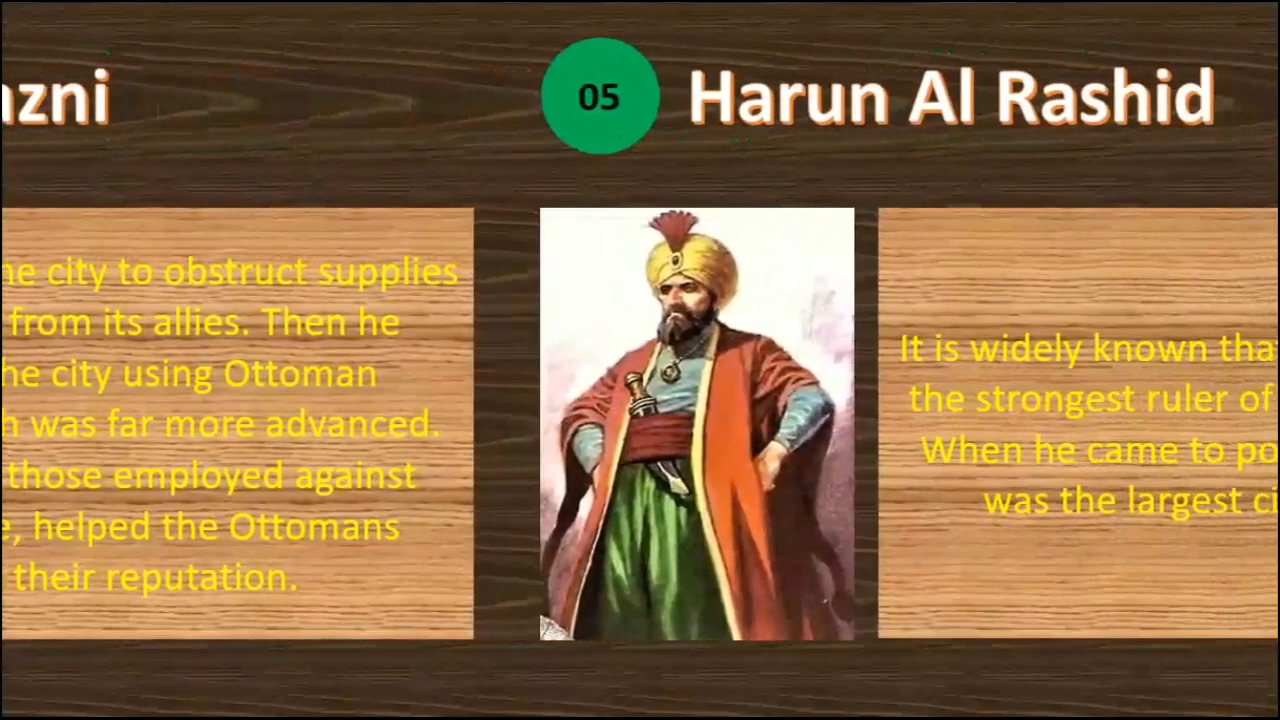 azni
05
Harun Al Rashid
he city to obstruct supplies
from its allies. Then he
he city using Ottoman
h was far more advanced.
those employed against
e, helped the Ottomans
their reputation.
It is widely known tha
the strongest ruler of
When he came to po
was the largest ci